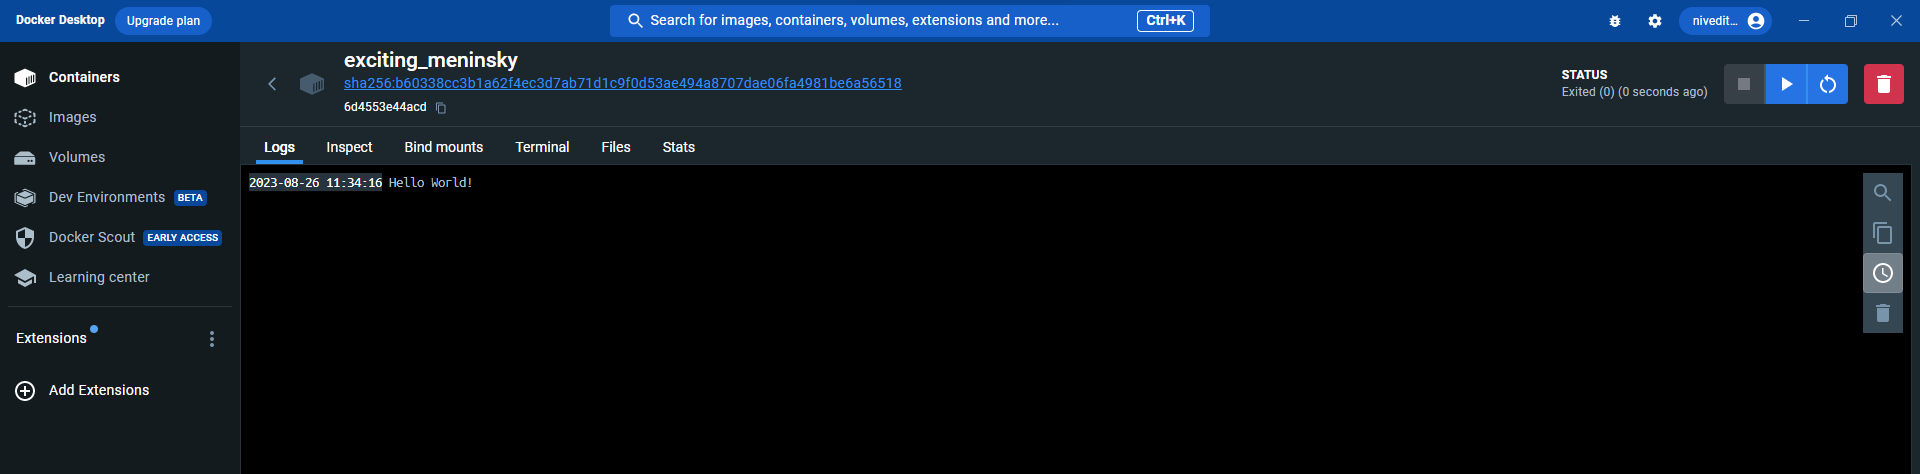 Docker Desktop
Upgrade plan
Search for images, containers, volumes, extensions and more...
Ctrl+K
nivedit...
Containers
Images
Volumes
Dev Environments BETA
Docker Scout EARLY ACCESS
Learning center
Extensions
Add Extensions
exciting_meninsky
sha256:b60338cc3b1a62f4ec3d7ab71d1c9f0d53ae494a8707dae06fa4981be6a56518
6d4553e44acd
STATUS
Exited (0) (0 seconds ago)
Logs Inspect Bind mounts Terminal Files Stats
2023-08-26 11:34:16 Hello World!